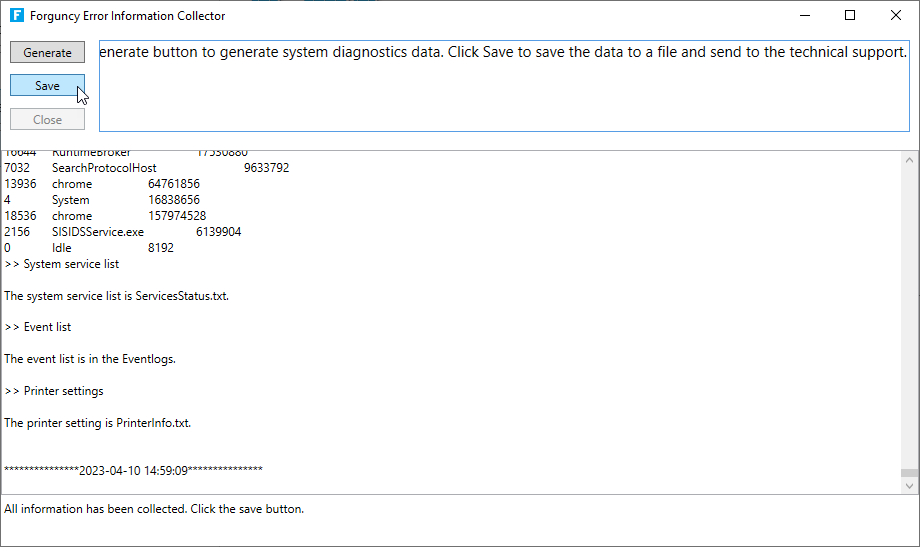 Forguncy Error Information Collector
Generate
enerate button to generate system diagnostics data. Click Save to save the data to a file and send to the technical support.
Save
Close
16644 RuntimeBroker 17530880
7032 SearchProtocolHost 9633792
13936 chrome 64761856
4 System 16838656
18536 chrome 157974528
2156 SISIDSService.exe 6139904
0 Idle 8192
>> System service list
The system service list is ServicesStatus.txt.
>> Event list
The event list is in the Eventlogs.
>> Printer settings
The printer setting is PrinterInfo.txt.
***************2023-04-10 14:59:09***************
All information has been collected. Click the save button.